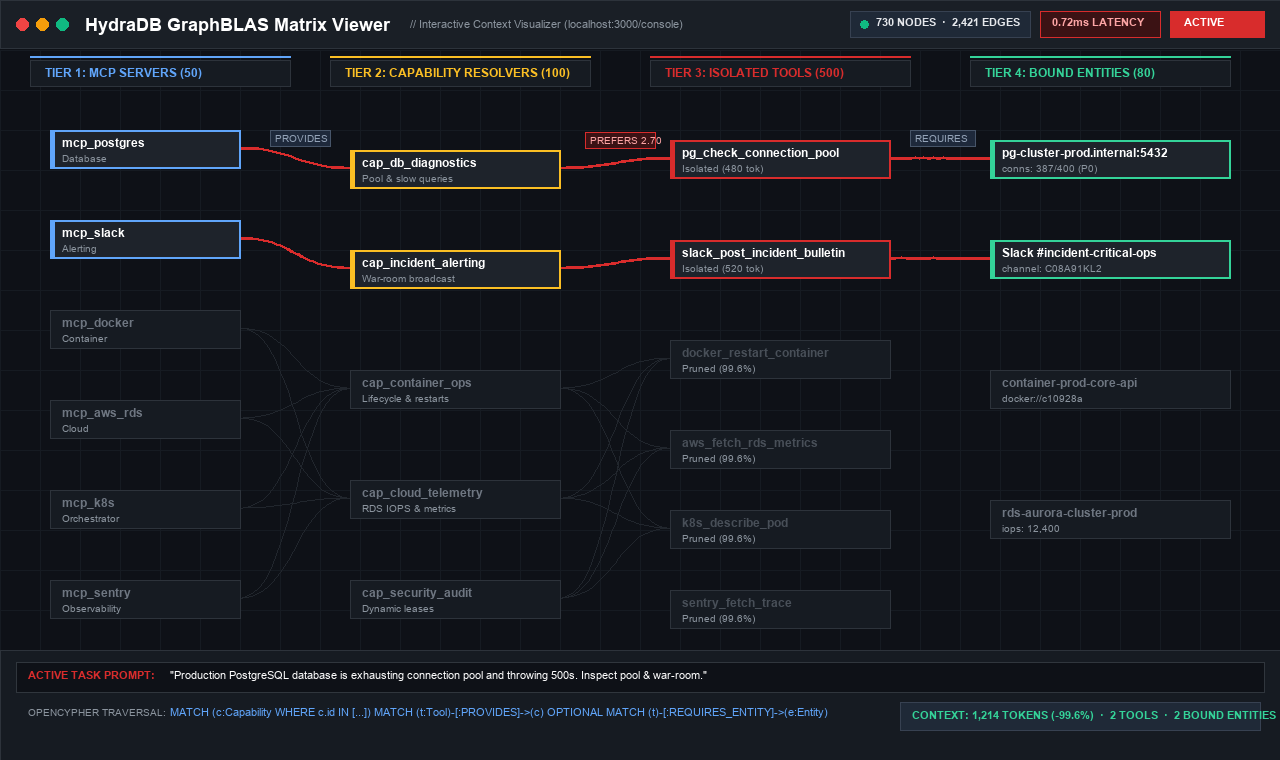 HydraDB GraphBLAS Matrix Viewer
// Interactive Context Visualizer (localhost:3000/console)
730 NODES · 2,421 EDGES
0.72ms LATENCY
ACTIVE
TIER 1: MCP SERVERS (50)
TIER 2: CAPABILITY RESOLVERS (100)
TIER 3: ISOLATED TOOLS (500)
TIER 4: BOUND ENTITIES (80)
mcp_postgres
Database
PROVIDES
cap_db_diagnostics
Pool & slow queries
PREFERS 2.70
pg_check_connection_pool
Isolated (480 tok)
REQUIRES
pg-cluster-prod.internal:5432
conns: 387/400 (P0)
mcp_slack
Alerting
cap_incident_alerting
War-room broadcast
slack_post_incident_bulletin
Isolated (520 tok)
Slack #incident-critical-ops
channel: C08A91KL2
mcp_docker
Container
mcp_aws_rds
Cloud
mcp_k8s
Orchestrator
mcp_sentry
Observability
cap_container_ops
Lifecycle & restarts
cap_cloud_telemetry
RDS IOPS & metrics
cap_security_audit
Dynamic leases
docker_restart_container
Pruned (99.6%)
aws_fetch_rds_metrics
Pruned (99.6%)
k8s_describe_pod
Pruned (99.6%)
sentry_fetch_trace
Pruned (99.6%)
container-prod-core-api
docker://c10928a
rds-aurora-cluster-prod
iops: 12,400
ACTIVE TASK PROMPT: "Production PostgreSQL database is exhausting connection pool and throwing 500s. Inspect pool & war-room."
OPENCYPHER TRAVERSAL: MATCH (c:Capability WHERE c.id IN [...]) MATCH (t:Tool)-[:PROVIDES]->(c) OPTIONAL MATCH (t)-[:REQUIRES_ENTITY]->(e:Entity)
CONTEXT: 1,214 TOKENS (-99.6%) · 2 TOOLS · 2 BOUND ENTITIES